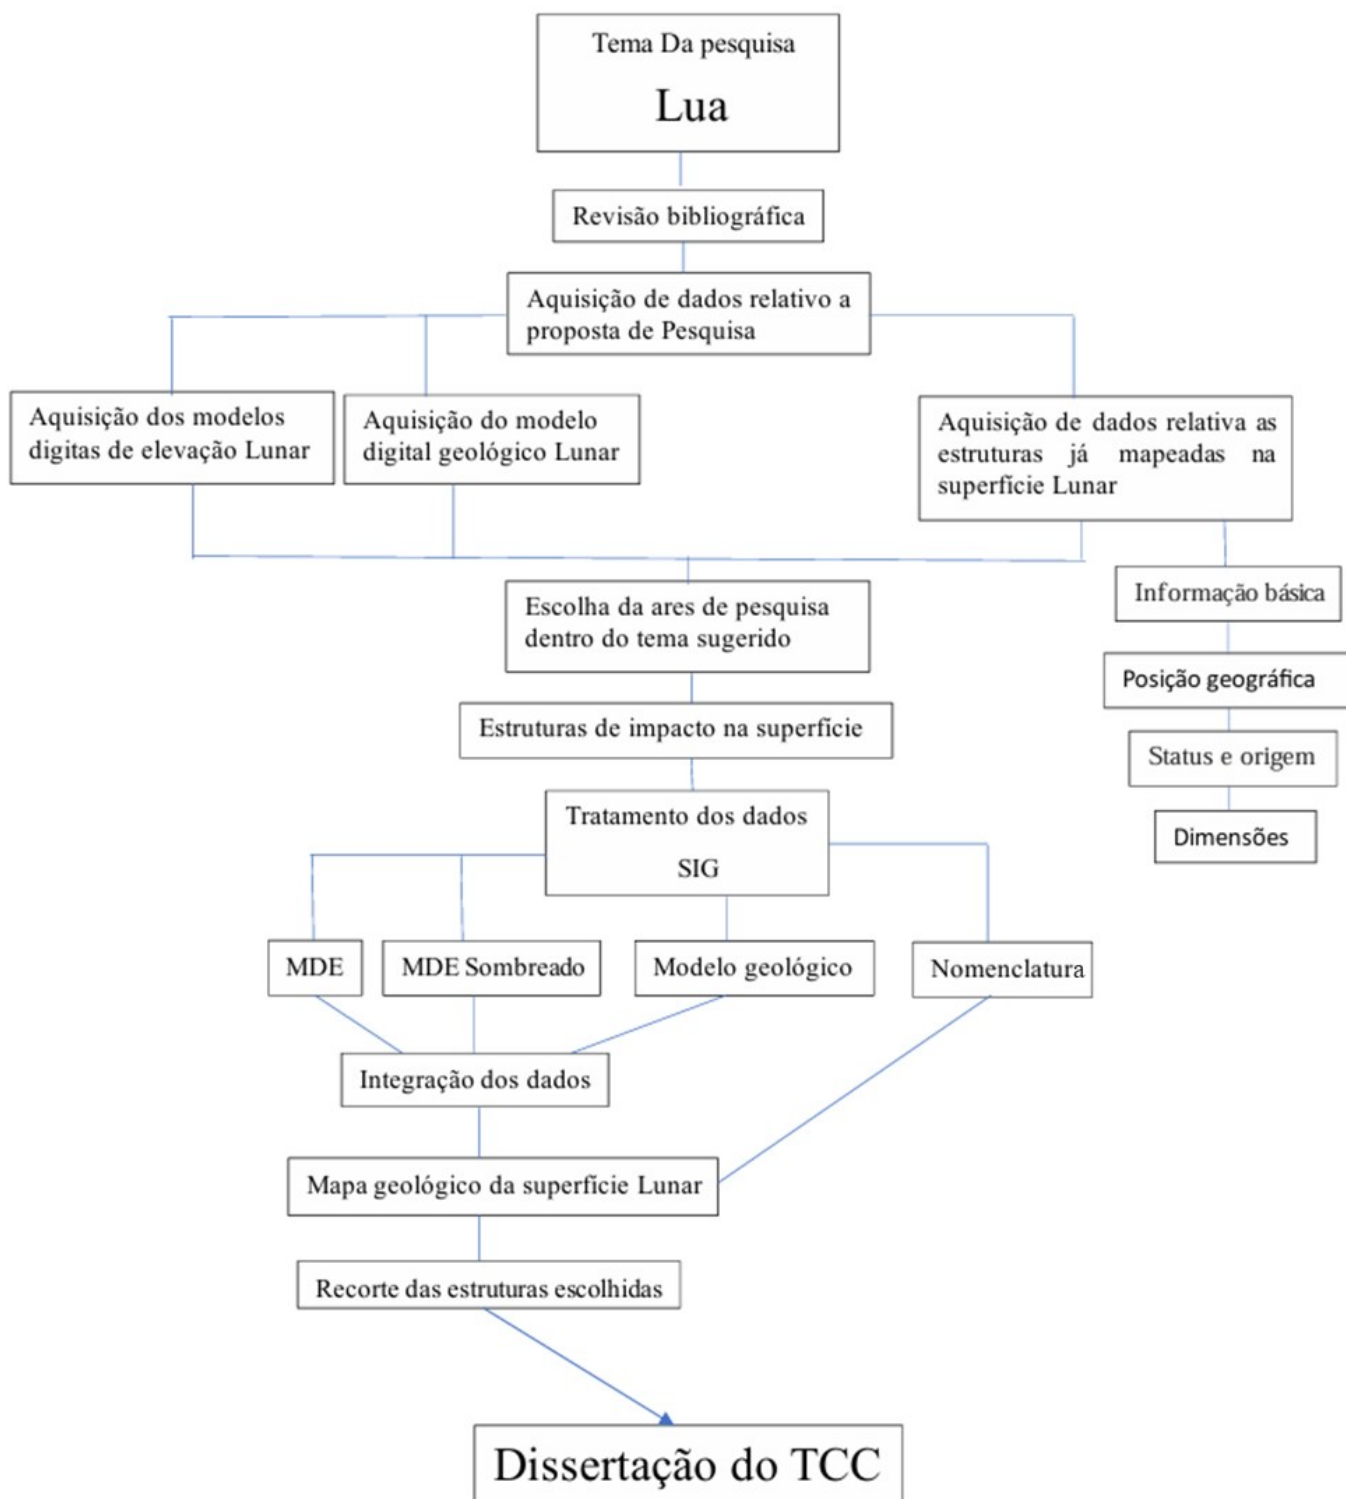 Tema Da pesquisa
Lua
Revisão bibliográfica
Aquisição de dados relativo a
proposta de Pesquisa
Aquisição dos modelos
digitas de elevação Lunar
Aquisição do modelo
digital geológico Lunar
Aquisição de dados relativa as
estruturas já mapeadas na
superfície Lunar
Informação básica
Posição geográfica
Status e origem
Dimensões
Escolha da ares de pesquisa
dentro do tema sugerido
Estruturas de impacto na superfície
Tratamento dos dados
SIG
MDE
MDE Sombreado
Modelo geológico
Nomenclatura
Integração dos dados
Mapa geológico da superfície Lunar
Recorte das estruturas escolhidas
Dissertação do TCC